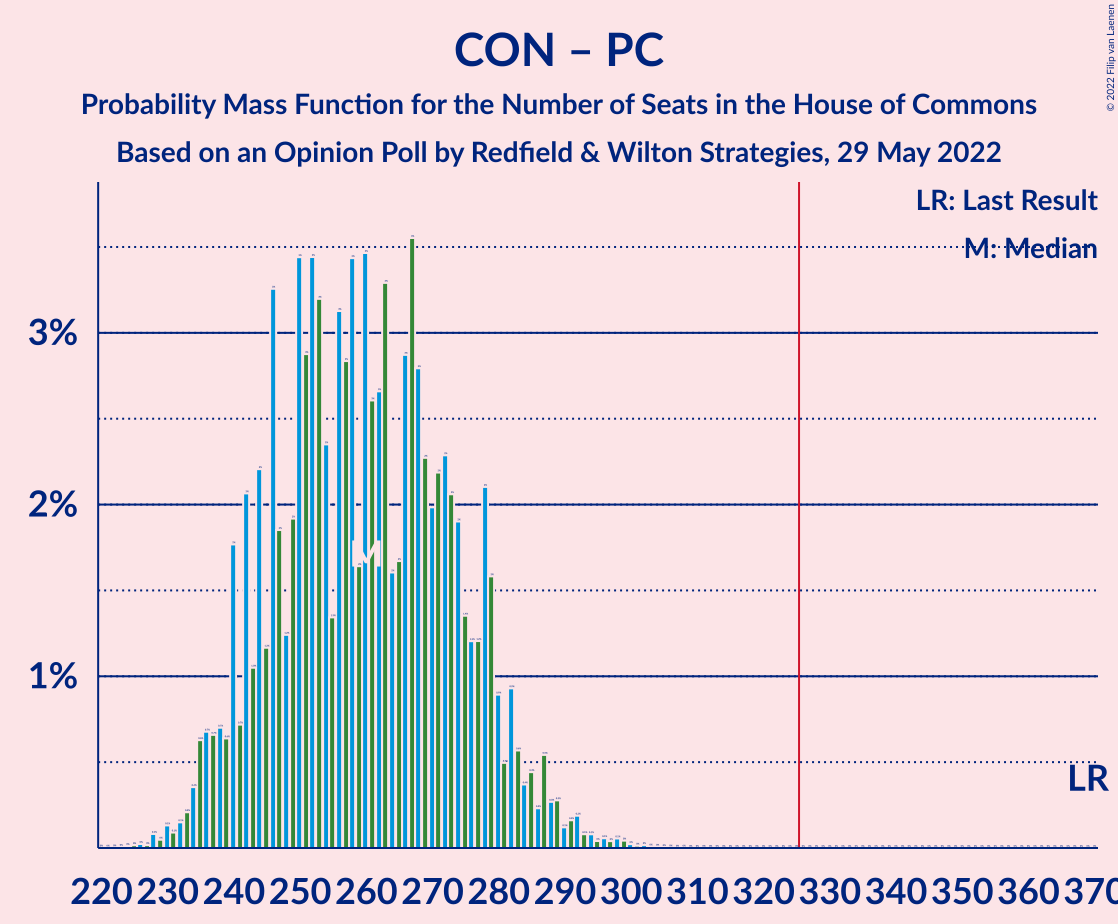 CON – PC
Probability Mass Function for the Number of Seats in the House of Commons
Based on an Opinion Poll by Redfield & Wilton Strategies, 29 May 2022
© 2022 Filip van Laenen
LR: Last Result
M: Median
3%
2%
1%
M
LR
220 230 240 250 260 270 280 290 300 310 320 330 340 350 360 370